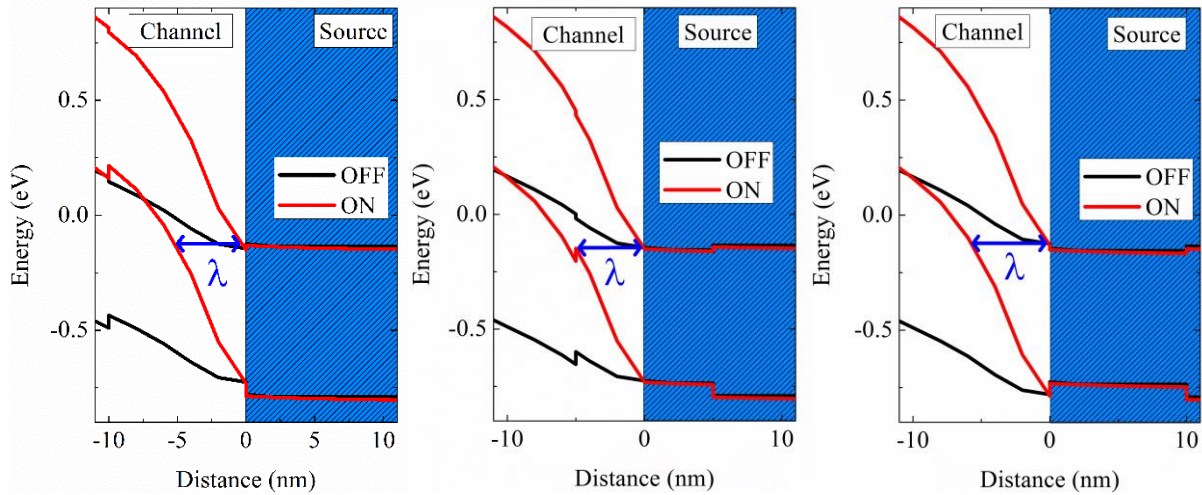 Channel
Source
0.5
0.0
-0.5
Energy (eV)
OFF
ON
λ
-10
-5
0
5
10
Distance (nm)
Channel
Source
0.5
0.0
-0.5
Energy (eV)
OFF
ON
λ
-10
-5
0
5
10
Distance (nm)
Channel
Source
0.5
0.0
-0.5
Energy (eV)
OFF
ON
λ
-10
-5
0
5
10
Distance (nm)